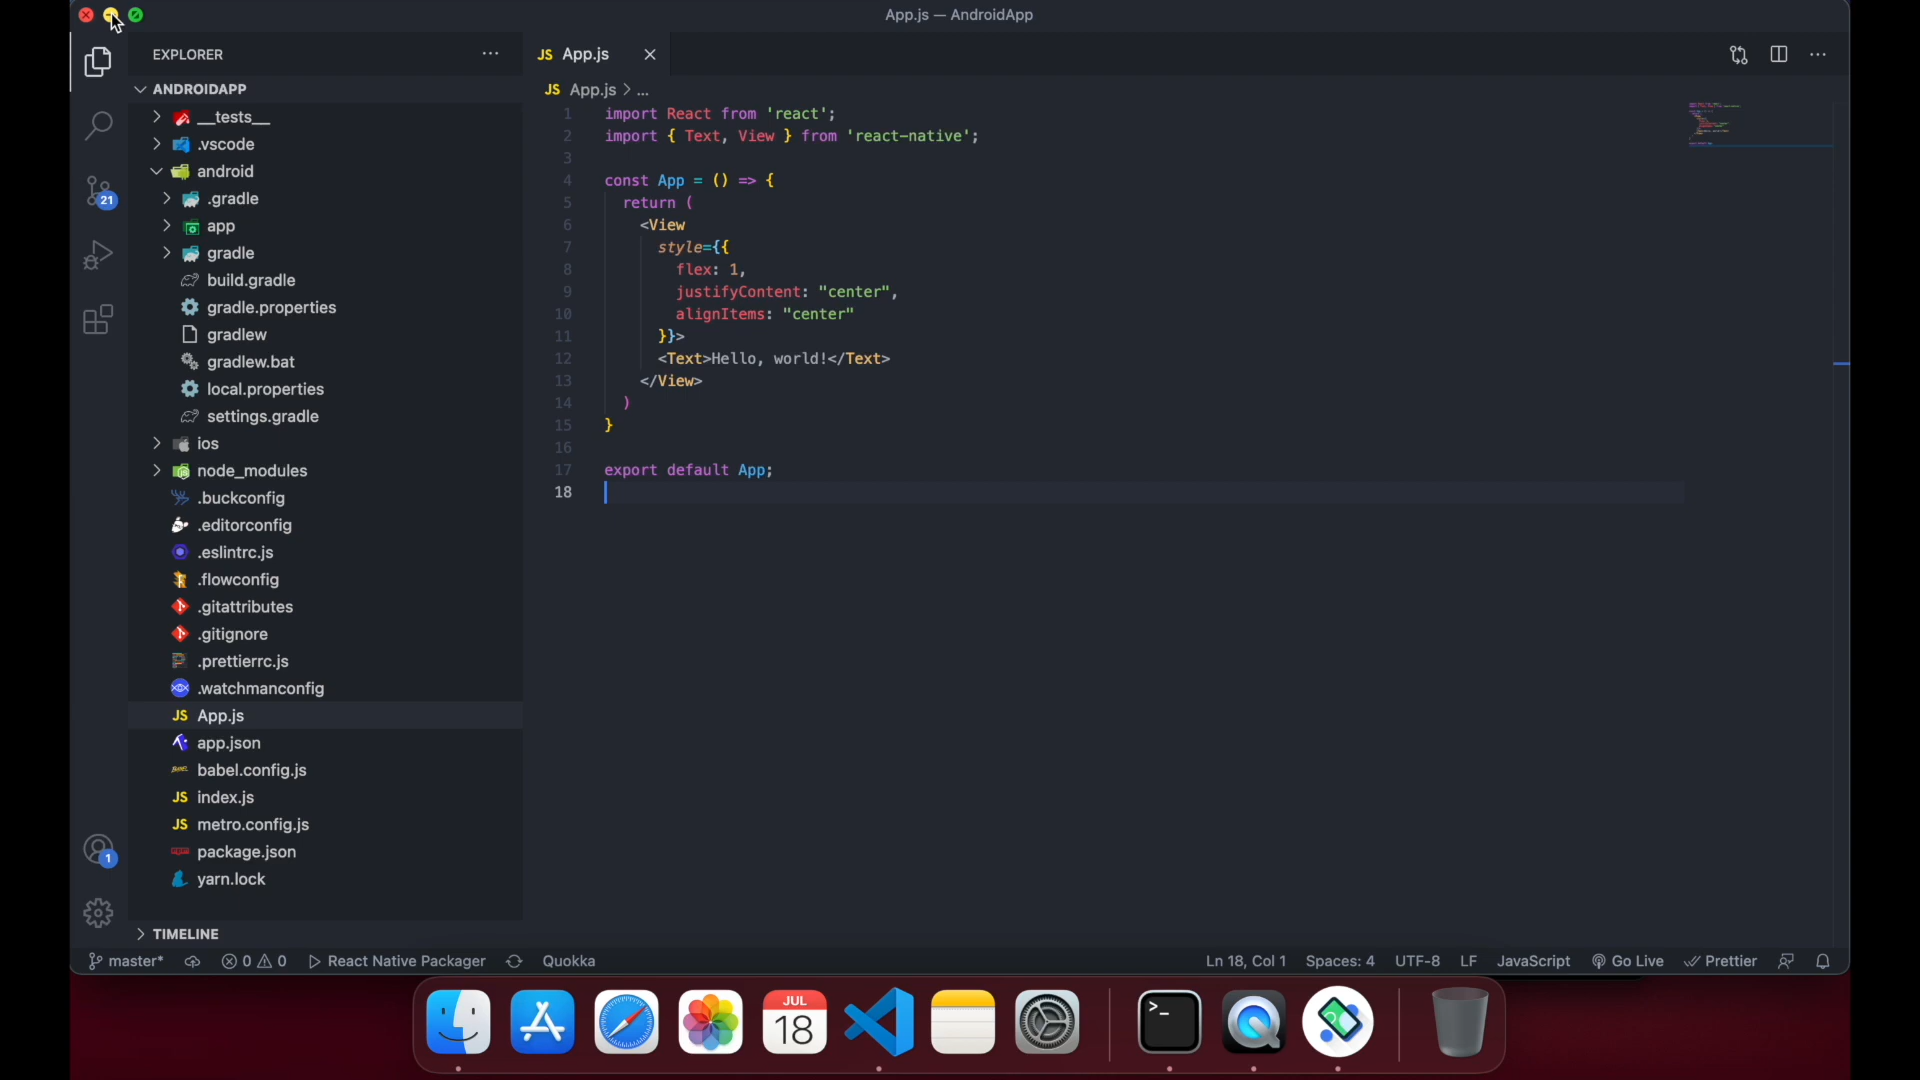 App.js — AndroidApp
EXPLORER
ANDROIDAPP
__tests__
.vscode
android
.gradle
app
gradle
build.gradle
gradle.properties
gradlew
gradlew.bat
local.properties
settings.gradle
ios
node_modules
.buckconfig
.editorconfig
.eslintrc.js
.flowconfig
.gitattributes
.gitignore
.prettierrc.js
.watchmanconfig
JS App.js
app.json
babel.config.js
JS index.js
JS metro.config.js
package.json
yarn.lock
TIMELINE
21
1
JS App.js
JS App.js > ...
1 import React from 'react';
2 import { Text, View } from 'react-native';
3
4 const App = () => {
5 return (
6 <View
7 style={{
8 flex: 1,
9 justifyContent: "center",
10 alignItems: "center"
11 }}>
12 <Text>Hello, world!</Text>
13 </View>
14 )
15 }
16
17 export default App;
18
master* 0 0 React Native Packager Quokka Ln 18, Col 1 Spaces: 4 UTF-8 LF JavaScript Go Live Prettier
JUL
18
>_